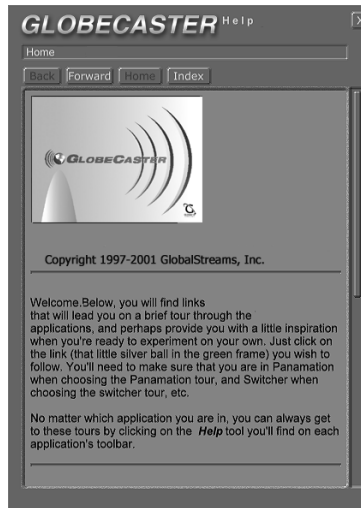 GLOBECASTER Help
Home
Back Forward Home Index
GLOBECASTER
Copyright 1997-2001 GlobalStreams, Inc.
Welcome.Below, you will find links
that will lead you on a brief tour through the
applications, and perhaps provide you with a little inspiration
when you're ready to experiment on your own. Just click on
the link (that little silver ball in the green frame) you wish to
follow. You'll need to make sure that you are in Panamation
when choosing the Panamation tour, and Switcher when
choosing the switcher tour, etc.
No matter which application you are in, you can always get
to these tours by clicking on the Help tool you'll find on each
application's toolbar.